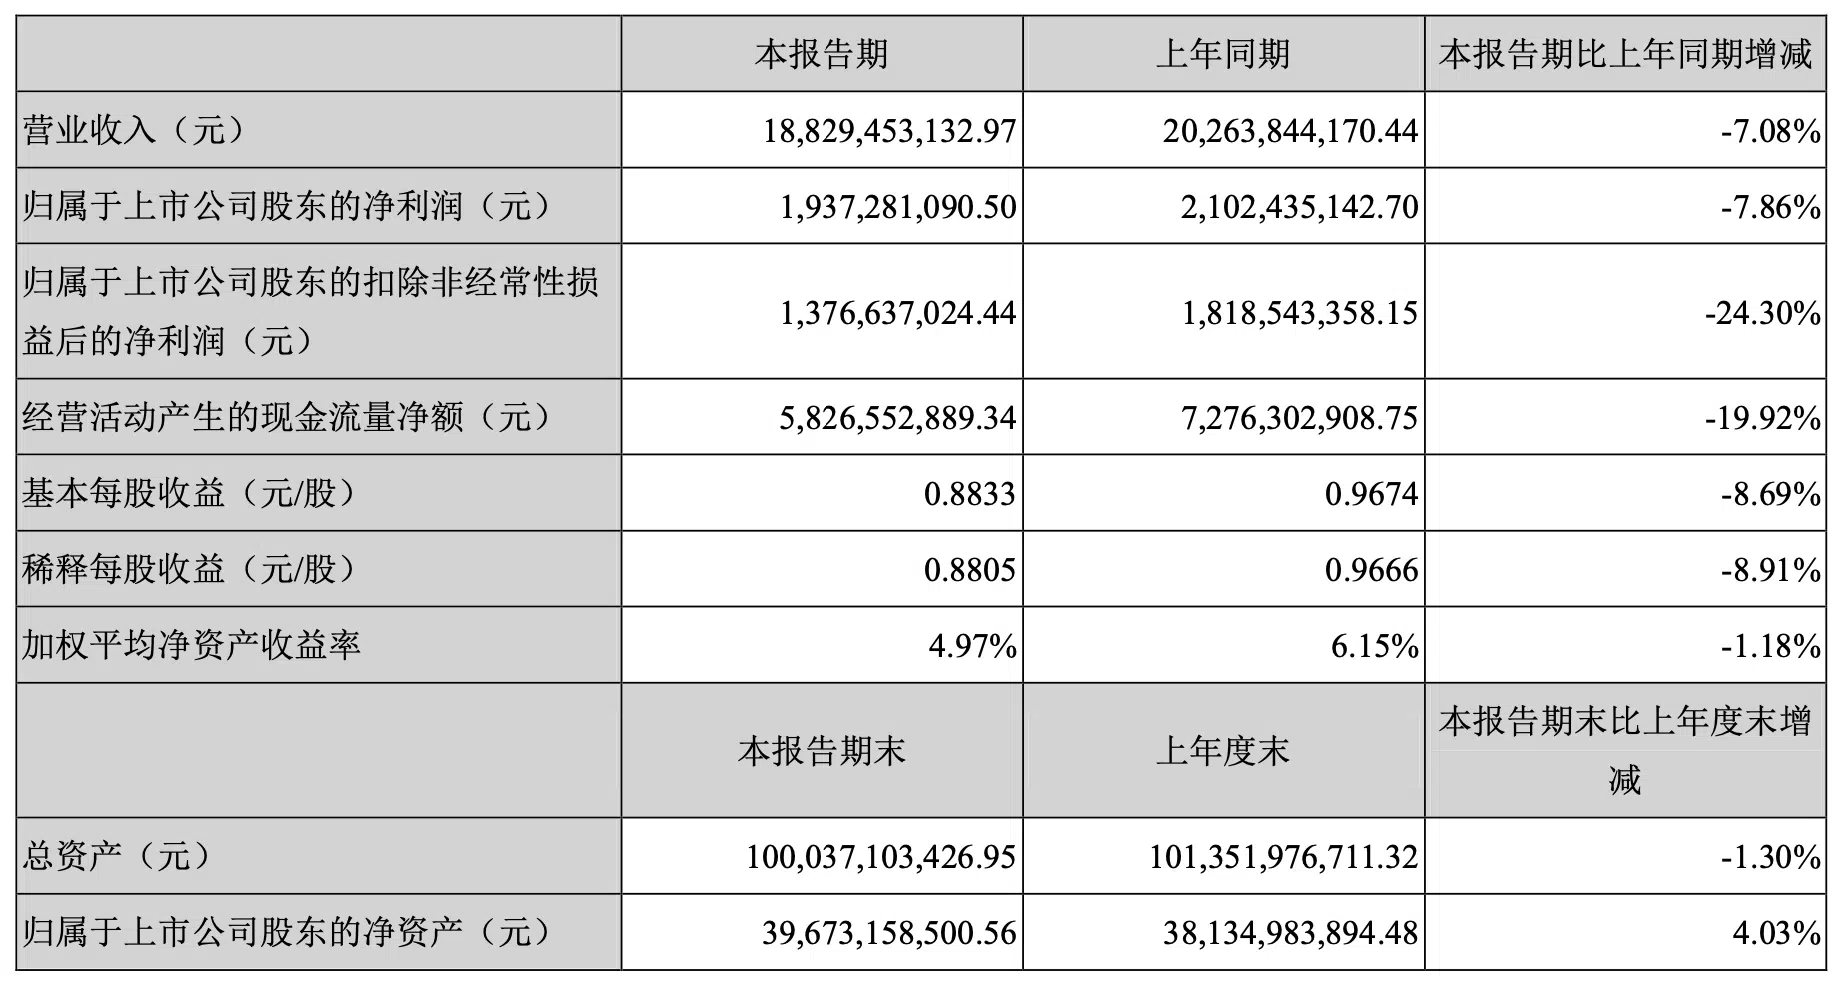 本报告期 上年同期 本报告期比上年同期增减
营业收入（元） 18,829,453,132.97 20,263,844,170.44 -7.08%
归属于上市公司股东的净利润（元） 1,937,281,090.50 2,102,435,142.70 -7.86%
归属于上市公司股东的扣除非经常性损
益后的净利润（元） 1,376,637,024.44 1,818,543,358.15 -24.30%
经营活动产生的现金流量净额（元） 5,826,552,889.34 7,276,302,908.75 -19.92%
基本每股收益（元/股） 0.8833 0.9674 -8.69%
稀释每股收益（元/股） 0.8805 0.9666 -8.91%
加权平均净资产收益率 4.97% 6.15% -1.18%
本报告期末 上年度末 本报告期末比上年度末增
减
总资产（元） 100,037,103,426.95 101,351,976,711.32 -1.30%
归属于上市公司股东的净资产（元） 39,673,158,500.56 38,134,983,894.48 4.03%